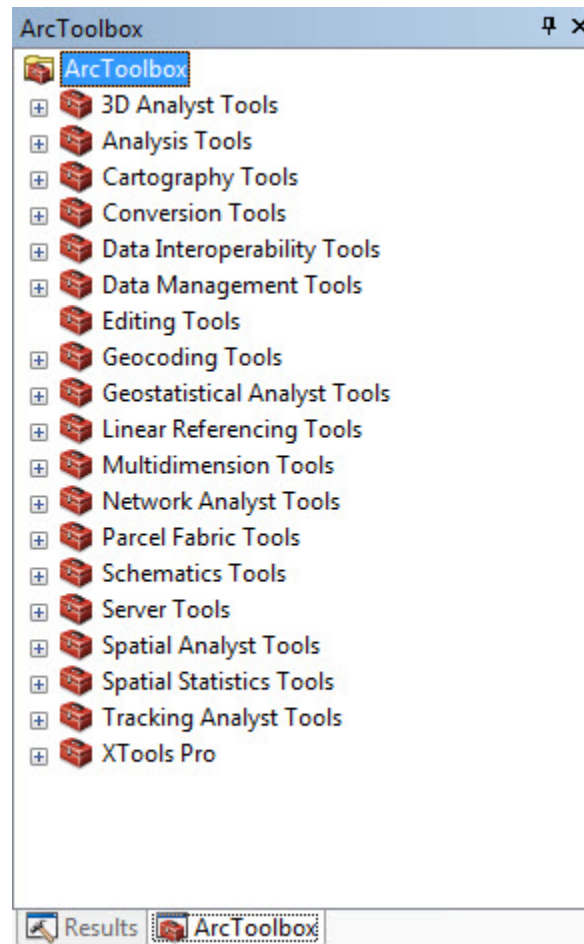 ArcToolbox
ArcToolbox
3D Analyst Tools
Analysis Tools
Cartography Tools
Conversion Tools
Data Interoperability Tools
Data Management Tools
Editing Tools
Geocoding Tools
Geostatistical Analyst Tools
Linear Referencing Tools
Multidimension Tools
Network Analyst Tools
Parcel Fabric Tools
Schematics Tools
Server Tools
Spatial Analyst Tools
Spatial Statistics Tools
Tracking Analyst Tools
XTools Pro
Results ArcToolbox